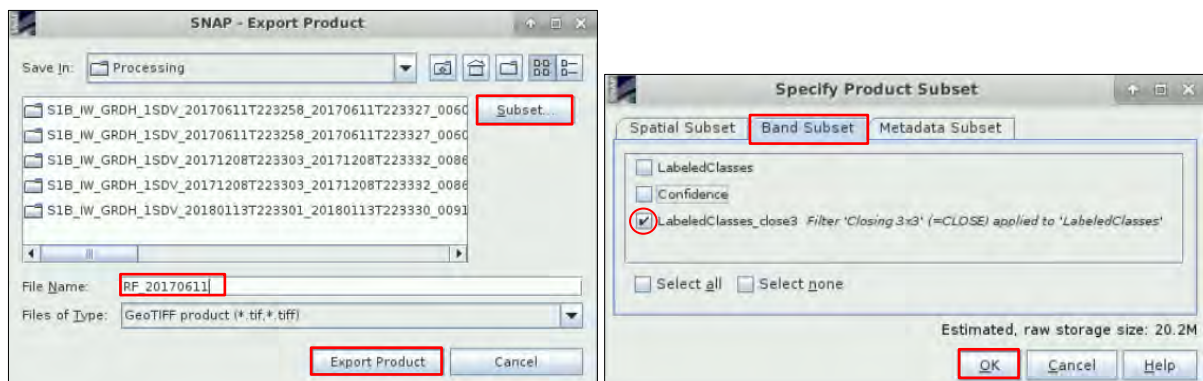 SNAP - Export Product
Save In: Processing
S1B_IW_GRDH_1SDV_20170611T223258_20170611T223327_0060
S1B_IW_GRDH_1SDV_20170611T223258_20170611T223327_0060
S1B_IW_GRDH_1SDV_20171208T223303_20171208T223332_0086
S1B_IW_GRDH_1SDV_20171208T223303_20171208T223332_0086
S1B_IW_GRDH_1SDV_20180113T223301_20180113T223330_0091
Subset...
File Name: RF_20170611
Files of Type: GeoTIFF product (*.tif,*.tiff)
Export Product Cancel
Specify Product Subset
Spatial Subset Band Subset Metadata Subset
LabeledClasses
Confidence
LabeledClasses_close3 Filter 'Closing 3x3' (=CLOSE) applied to 'LabeledClasses'
Select all Select none
Estimated, raw storage size: 20.2M
OK Cancel Help